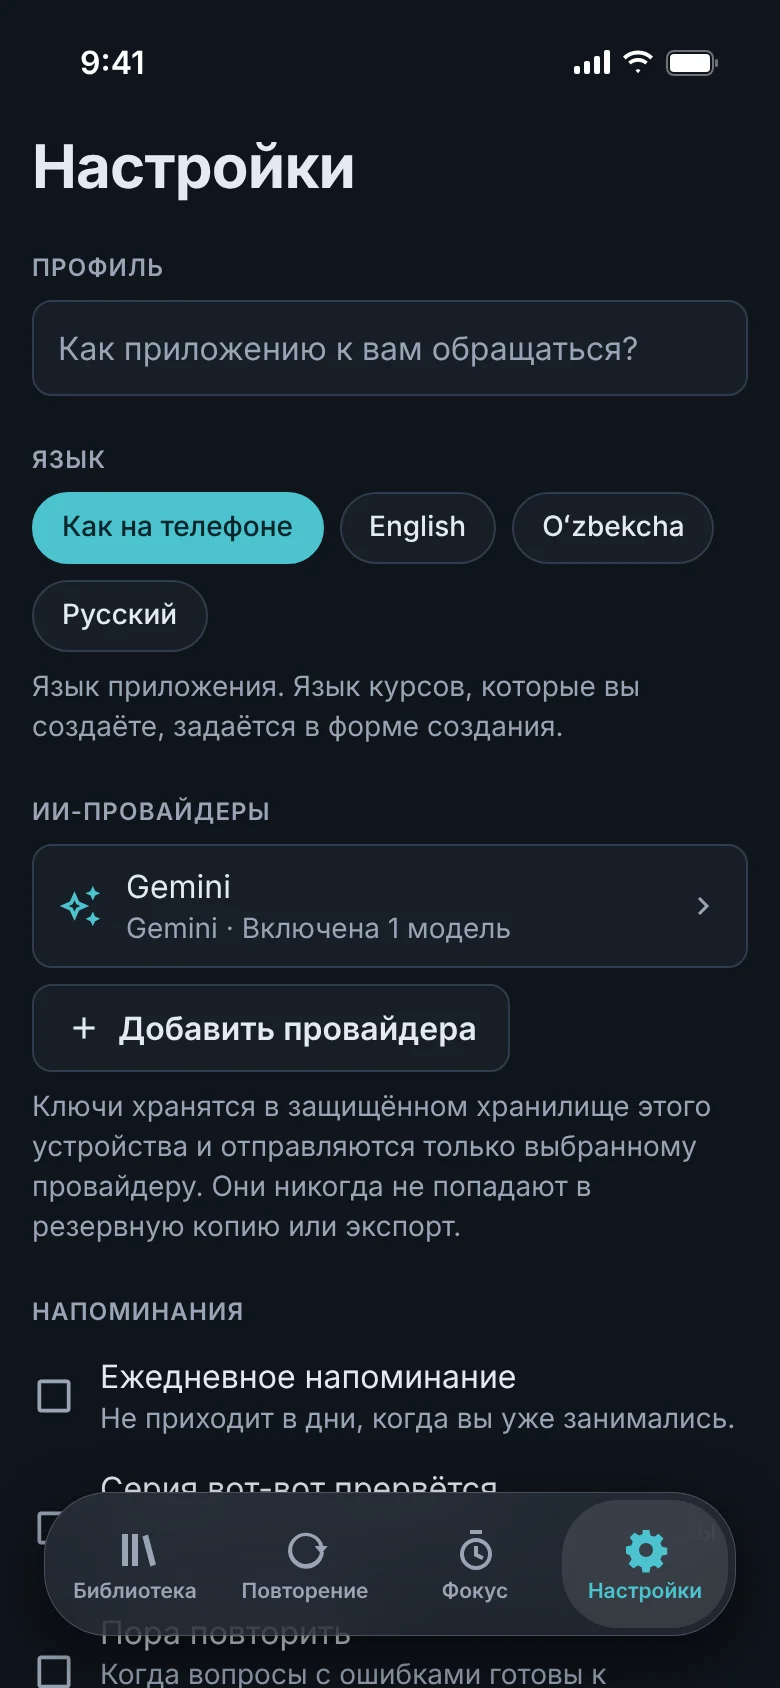 9:41
Настройки
ПРОФИЛЬ
Как приложению к вам обращаться?
ЯЗЫК
Как на телефоне
English
Oʻzbekcha
Русский
Язык приложения. Язык курсов, которые вы
создаёте, задаётся в форме создания.
ИИ-ПРОВАЙДЕРЫ
Gemini
Gemini · Включена 1 модель
+ Добавить провайдера
Ключи хранятся в защищённом хранилище этого
устройства и отправляются только выбранному
провайдеру. Они никогда не попадают в
резервную копию или экспорт.
НАПОМИНАНИЯ
Ежедневное напоминание
Не приходит в дни, когда вы уже занимались.
Серия вот-вот прервётся
Библиотека
Повторение
Фокус
Настройки
Пора повторить
Когда вопросы с ошибками готовы к